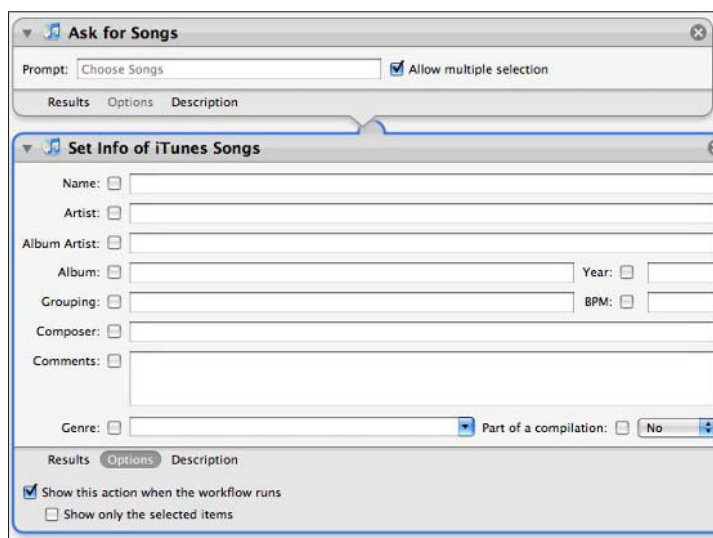 Ask for Songs
Prompt: Choose Songs Allow multiple selection
Results Options Description
Set Info of iTunes Songs
Name:
Artist:
Album Artist:
Album: Year:
Grouping: BPM:
Composer:
Comments:
Genre: Part of a compilation: No
Results Options Description
Show this action when the workflow runs
Show only the selected items